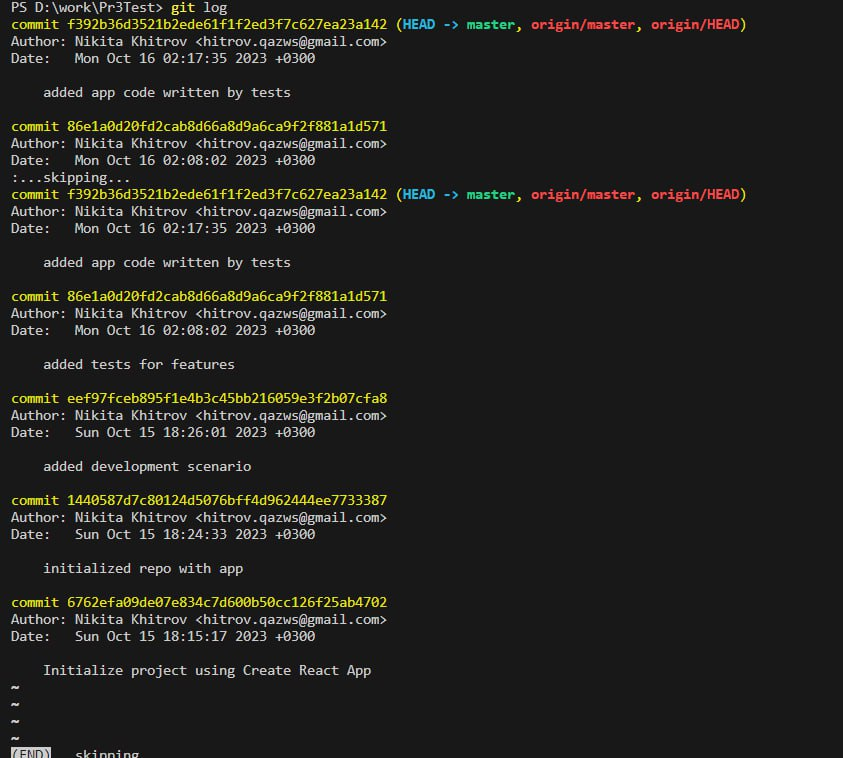 PS D:\work\Pr3Test> git log
commit f392b36d3521b2ede61f1f2ed3f7c627ea23a142 (HEAD -> master, origin/master, origin/HEAD)
Author: Nikita Khitrov <hitrov.qazws@gmail.com>
Date:   Mon Oct 16 02:17:35 2023 +0300
    added app code written by tests
commit 86e1a0d20fd2cab8d66a8d9a6ca9f2f881a1d571
Author: Nikita Khitrov <hitrov.qazws@gmail.com>
Date:   Mon Oct 16 02:08:02 2023 +0300
:...skipping...
commit f392b36d3521b2ede61f1f2ed3f7c627ea23a142 (HEAD -> master, origin/master, origin/HEAD)
Author: Nikita Khitrov <hitrov.qazws@gmail.com>
Date:   Mon Oct 16 02:17:35 2023 +0300
    added app code written by tests
commit 86e1a0d20fd2cab8d66a8d9a6ca9f2f881a1d571
Author: Nikita Khitrov <hitrov.qazws@gmail.com>
Date:   Mon Oct 16 02:08:02 2023 +0300
    added tests for features
commit eef97fceb895f1e4b3c45bb216059e3f2b07cfa8
Author: Nikita Khitrov <hitrov.qazws@gmail.com>
Date:   Sun Oct 15 18:26:01 2023 +0300
    added development scenario
commit 1440587d7c80124d5076bff4d962444ee7733387
Author: Nikita Khitrov <hitrov.qazws@gmail.com>
Date:   Sun Oct 15 18:24:33 2023 +0300
    initialized repo with app
commit 6762efa09de07e834c7d600b50cc126f25ab4702
Author: Nikita Khitrov <hitrov.qazws@gmail.com>
Date:   Sun Oct 15 18:15:17 2023 +0300
    Initialize project using Create React App
~
~
~
~
(END)   skipping